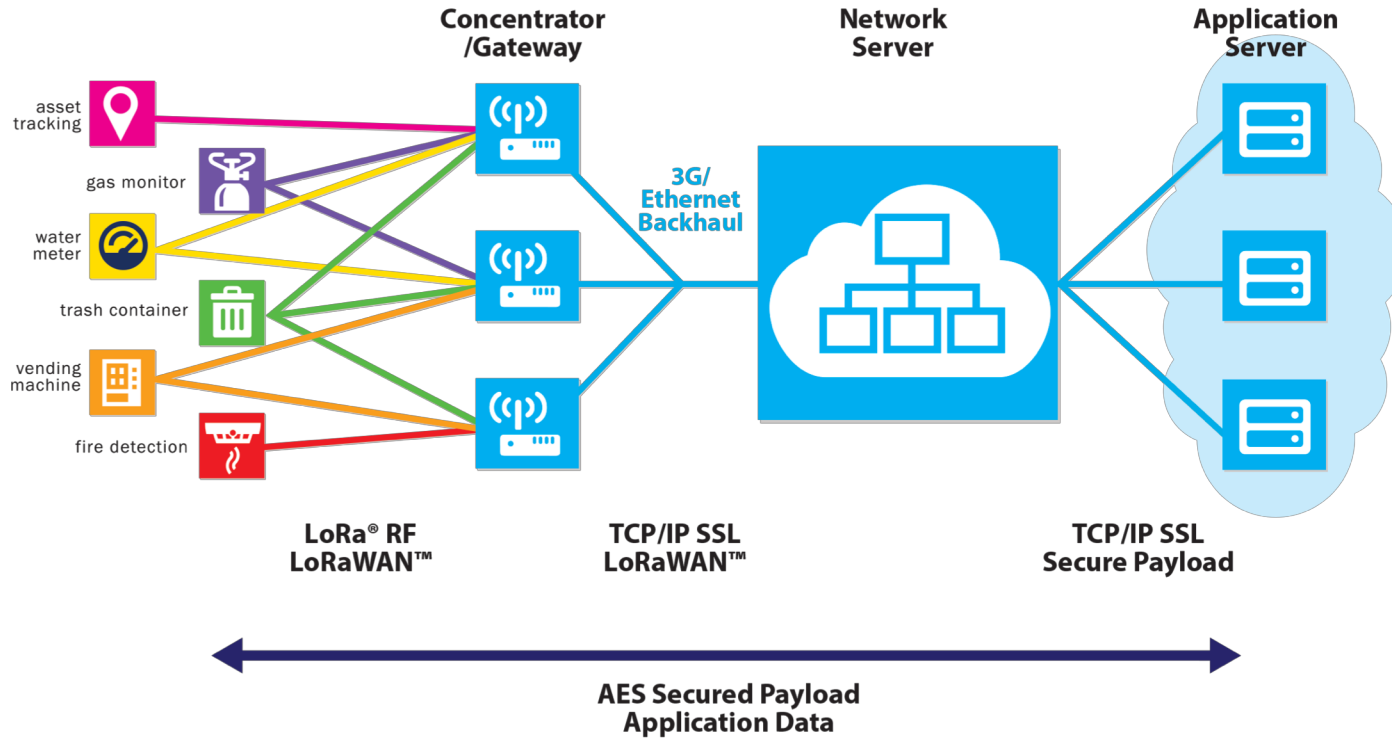 Concentrator
/Gateway
Network
Server
Application
Server
asset
tracking
gas monitor
water
meter
trash container
vending
machine
fire detection
3G/
Ethernet
Backhaul
LoRa® RF
LoRaWAN™
TCP/IP SSL
LoRaWAN™
TCP/IP SSL
Secure Payload
AES Secured Payload
Application Data